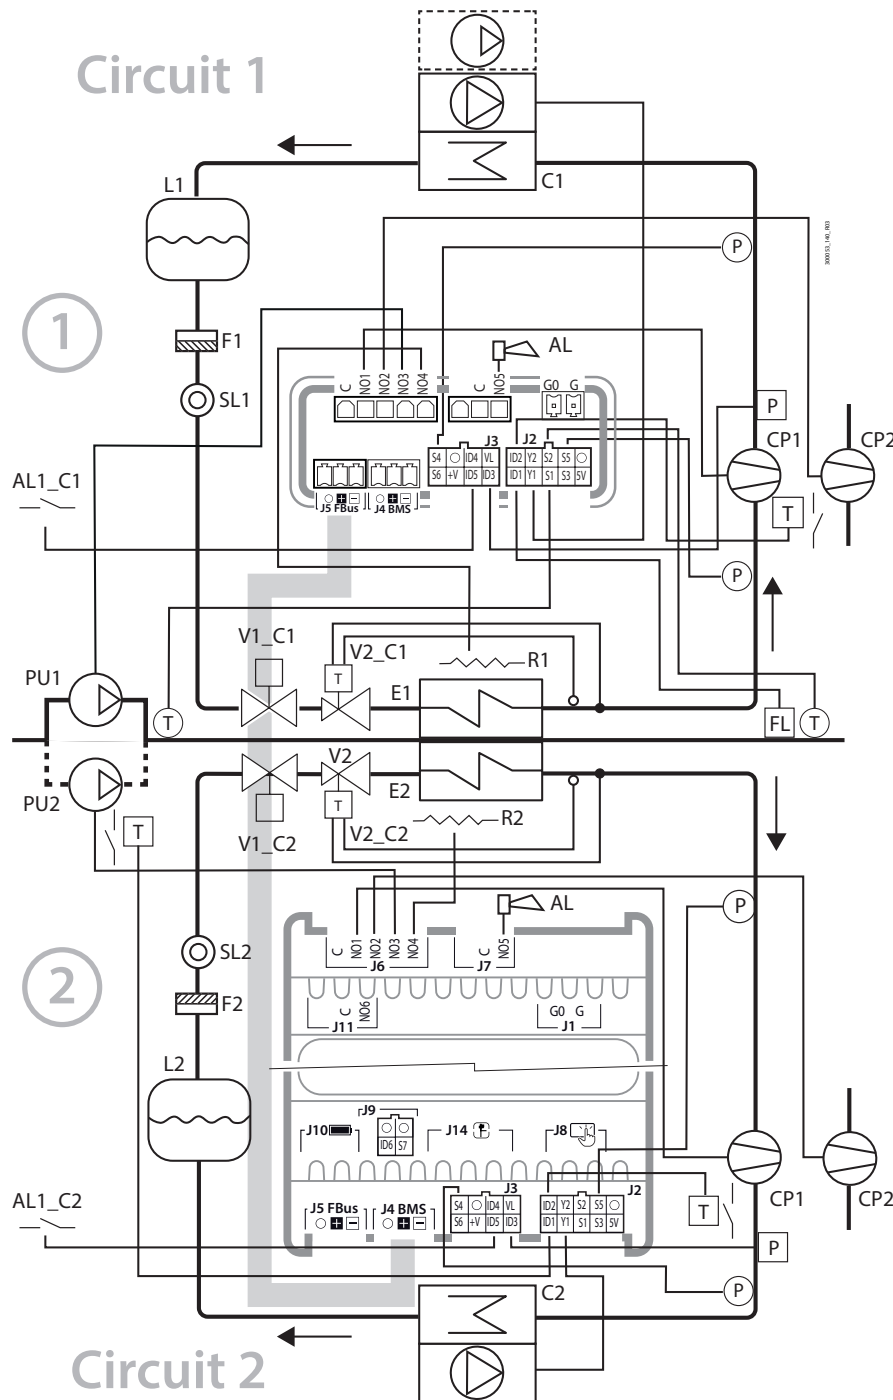 Circuit 1
C1
L1
P
300053_140_R03
1
F1
AL
C
NO1
NO2
NO3
NO4
C
NO5
G0 G
SL1
P
J3
J2
CP1
CP2
S4 ID4 VL
S6 +V ID5 ID3
ID2 Y2 S2 S5
ID1 Y1 S1 S3 5V
AL1_C1
J5 FBus
J4 BMS
T
P
V1_C1
V2_C1
R1
PU1
T
E1
FL
T
T
V2
E2
PU2
T
V1_C2
T
V2_C2
R2
AL
P
C
NO1
NO2
NO3
NO4
J6
C
NO5
J7
SL2
2
F2
C
NO6
J11
G0 G
J1
L2
J9
J10
ID6 S7
J14
J8
CP1
CP2
AL1_C2
J3
J2
S4 ID4 VL
S6 +V ID5 ID3
ID2 Y2 S2 S5
ID1 Y1 S1 S3 5V
T
J5 FBus
J4 BMS
P
C2
P
Circuit 2